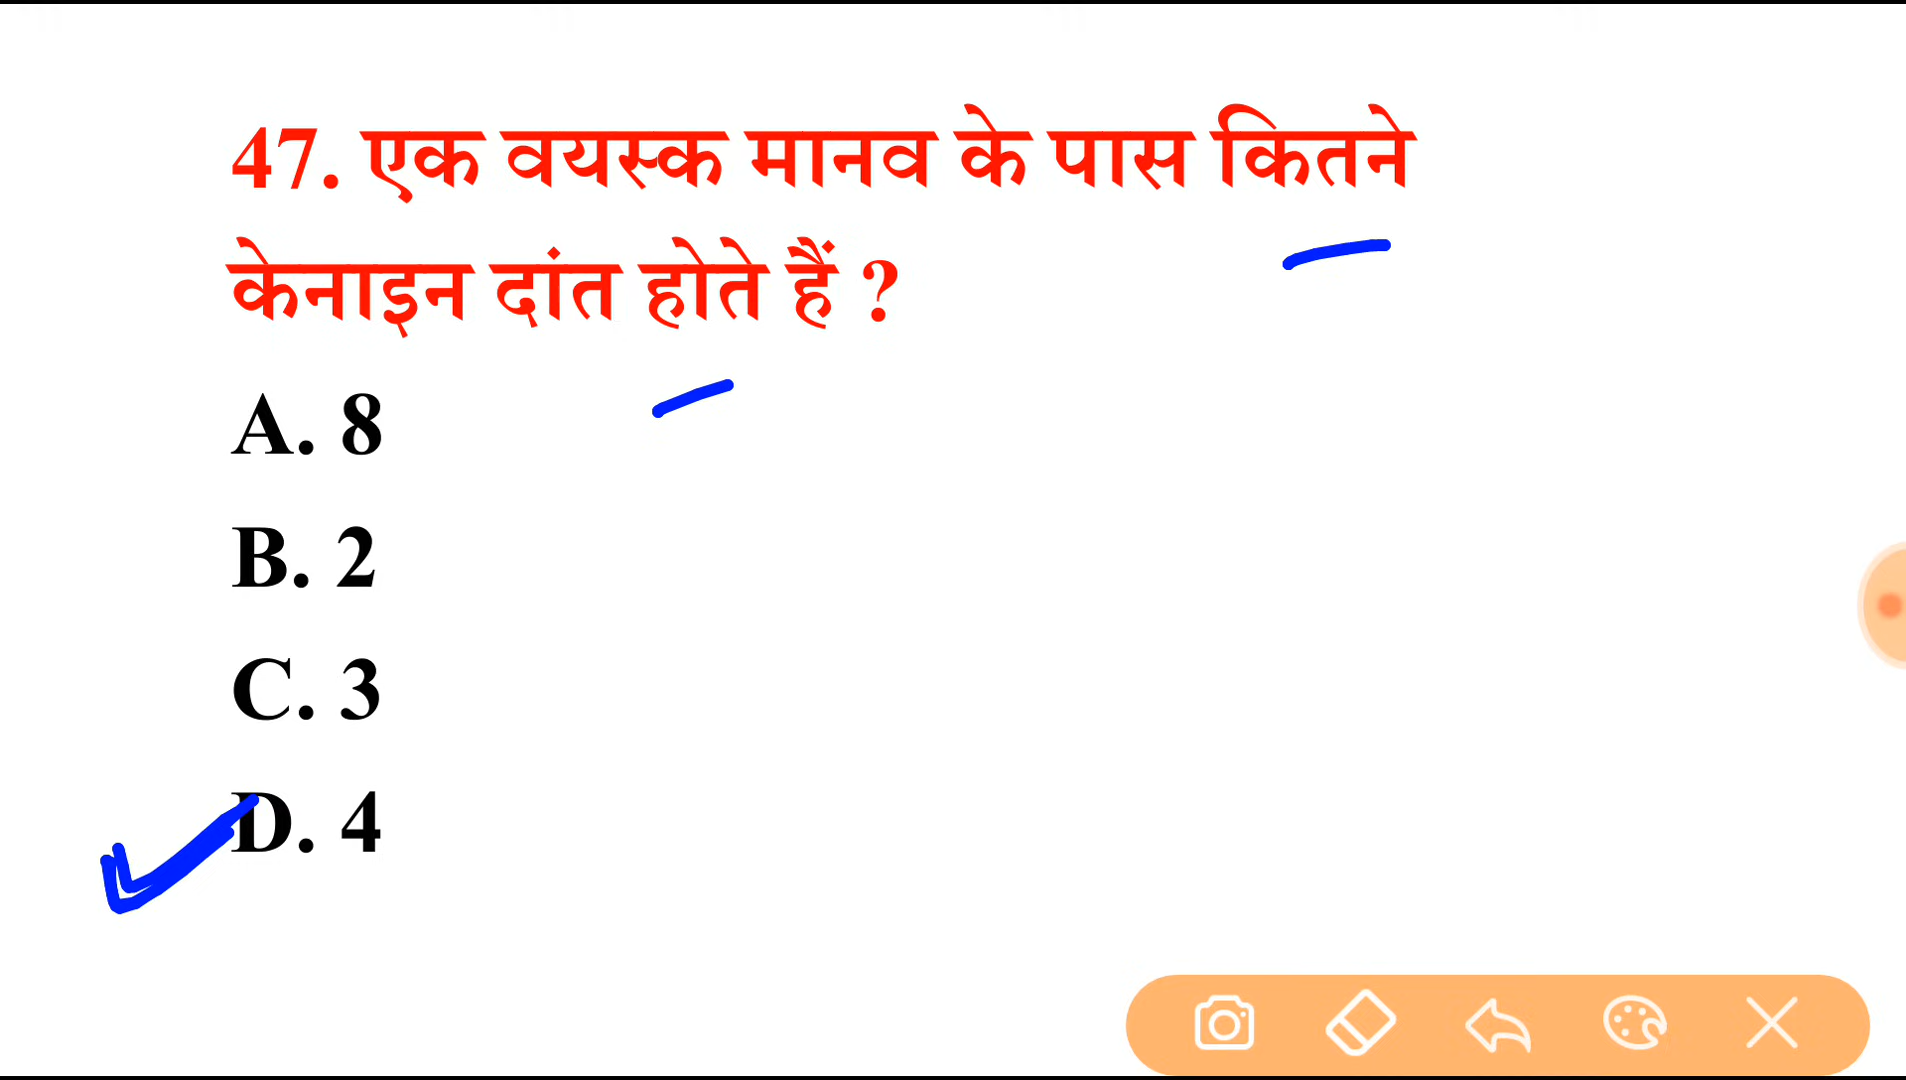 47. एक वयस्क मानव के पास कितने
केनाइन दांत होते हैं ?
A. 8
B. 2
C. 3
D. 4